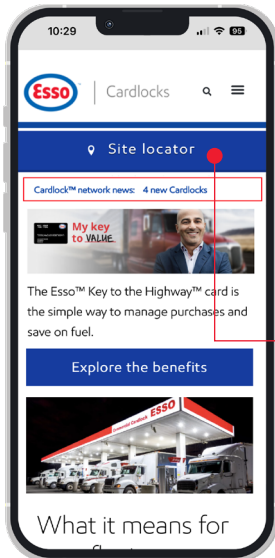 10:29
95
Esso
Cardlocks
Site locator
Cardlock™ network news: 4 new Cardlocks
My key
to VALUE
The Esso™ Key to the Highway™ card is
the simple way to manage purchases and
save on fuel.
Explore the benefits
Commercial Cardlock ESSO
What it means for